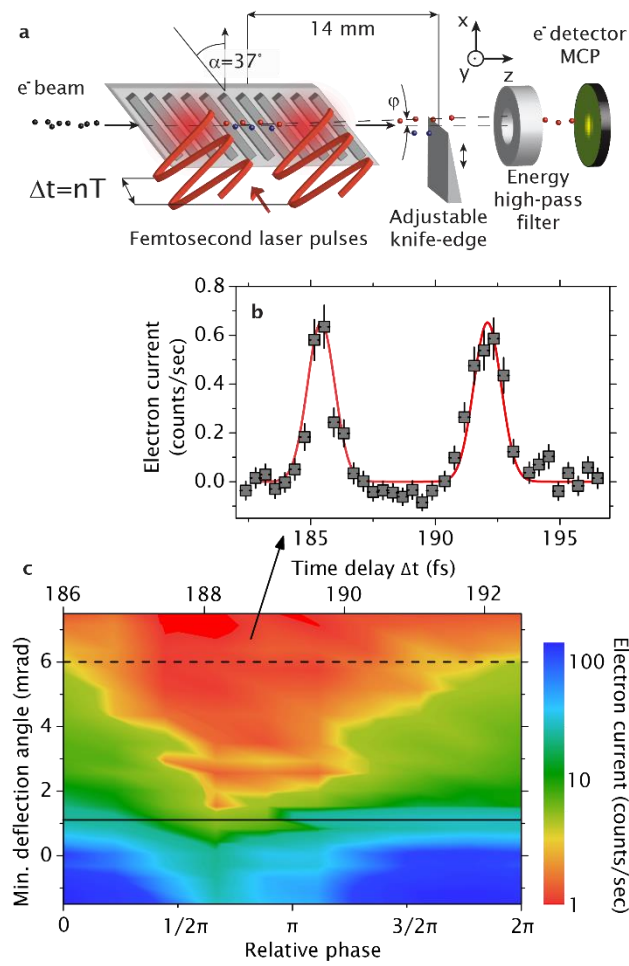 a
14 mm
α=37°
e⁻ beam
x
y
z
e⁻ detector
MCP
φ
Δt=nT
Femtosecond laser pulses
Adjustable
knife-edge
Energy
high-pass
filter
b
Electron current
(counts/sec)
0.8
0.6
0.4
0.2
0.0
185
190
195
Time delay Δt (fs)
c
186
188
190
192
Min. deflection angle (mrad)
6
4
2
0
0
1/2π
π
3/2π
2π
Relative phase
100
10
1
Electron current (counts/sec)